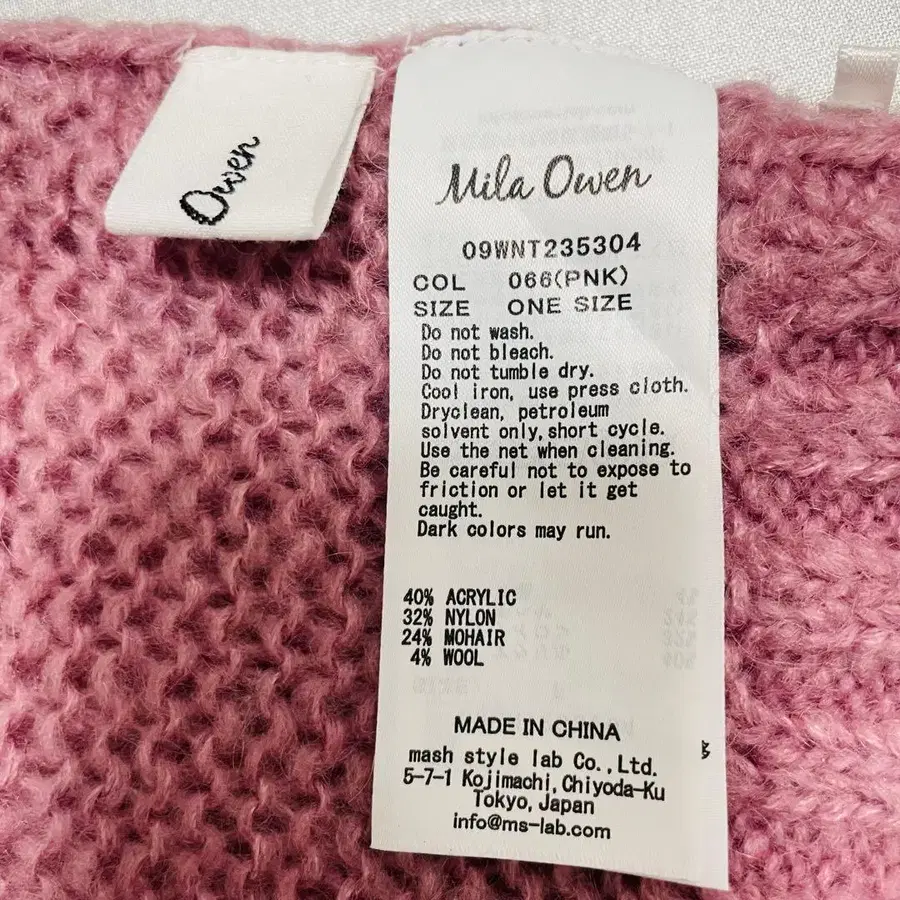 Owen
Mila Owen
09WNT235304
COL 066(PNK)
SIZE ONE SIZE
Do not wash.
Do not bleach.
Do not tumble dry.
Cool iron, use press cloth.
Dryclean, petroleum
solvent only, short cycle.
Use the net when cleaning.
Be careful not to expose to
friction or let it get
caught.
Dark colors may run.
40% ACRYLIC
32% NYLON
24% MOHAIR
4% WOOL
MADE IN CHINA
mash style lab Co., Ltd.
5-7-1 Kojimachi, Chiyoda-Ku
Tokyo, Japan
info@ms-lab.com